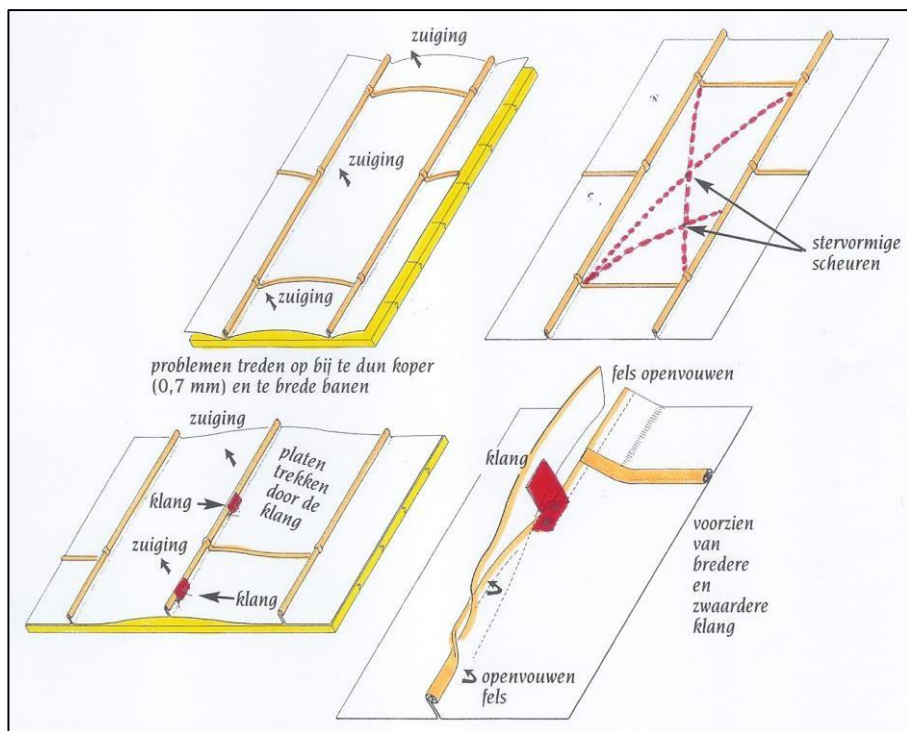 zuiging
zuiging
zuiging
problemen treden op bij te dun koper
(0,7 mm) en te brede banen
stervormige
scheuren
zuiging
klang
platen
trekken
door de
klang
zuiging
klang
fels openvouwen
klang
voorzien
van
bredere
en
zwaardere
klang
openvouwen
fels